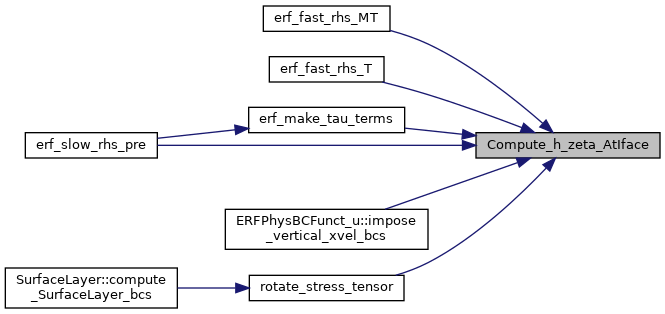 erf_fast_rhs_MT
erf_fast_rhs_T
erf_make_tau_terms
erf_slow_rhs_pre
Compute_h_zeta_AtIface
ERFPhysBCFunct_u::impose
_vertical_xvel_bcs
SurfaceLayer::compute
_SurfaceLayer_bcs
rotate_stress_tensor